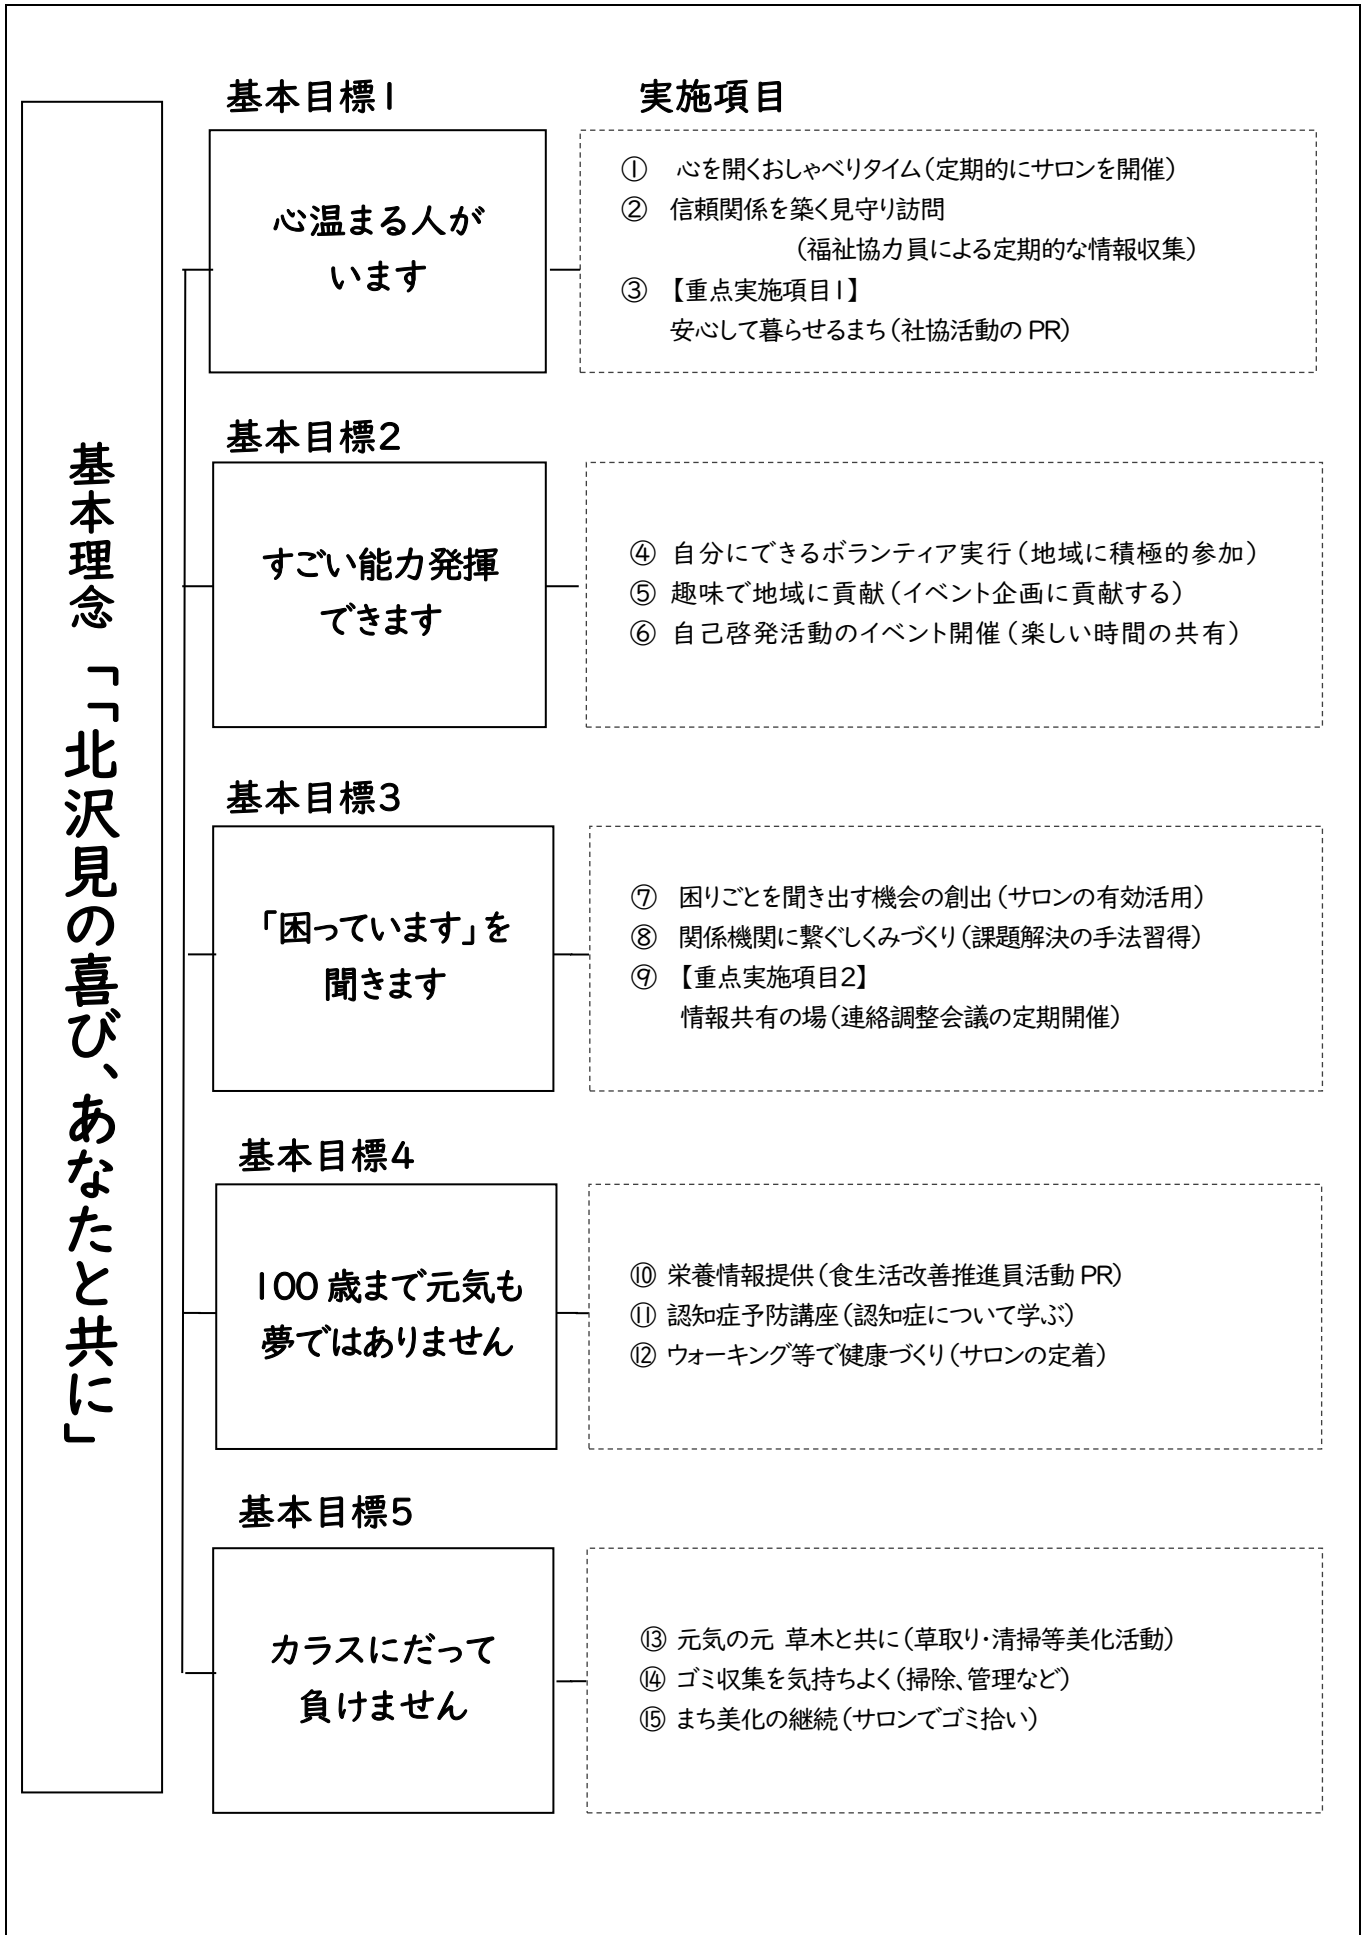 基本理念 「「北沢見の喜び、あなたと共に」
基本目標1
実施項目
心温まる人が
います
① 心を開くおしゃべりタイム(定期的にサロンを開催)
② 信頼関係を築く見守り訪問
(福祉協力員による定期的な情報収集)
③ 【重点実施項目1】
安心して暮らせるまち(社協活動の PR)
基本目標2
すごい能力発揮
できます
④ 自分にできるボランティア実行(地域に積極的参加)
⑤ 趣味で地域に貢献(イベント企画に貢献する)
⑥ 自己啓発活動のイベント開催(楽しい時間の共有)
基本目標3
「困っています」を
聞きます
⑦ 困りごとを聞き出す機会の創出(サロンの有効活用)
⑧ 関係機関に繋ぐしくみづくり(課題解決の手法習得)
⑨ 【重点実施項目2】
情報共有の場(連絡調整会議の定期開催)
基本目標4
100 歳まで元気も
夢ではありません
⑩ 栄養情報提供(食生活改善推進員活動 PR)
⑪ 認知症予防講座(認知症について学ぶ)
⑫ ウォーキング等で健康づくり(サロンの定着)
基本目標5
カラスにだって
負けません
⑬ 元気の元 草木と共に(草取り・清掃等美化活動)
⑭ ゴミ収集を気持ちよく(掃除、管理など)
⑮ まち美化の継続(サロンでゴミ拾い)